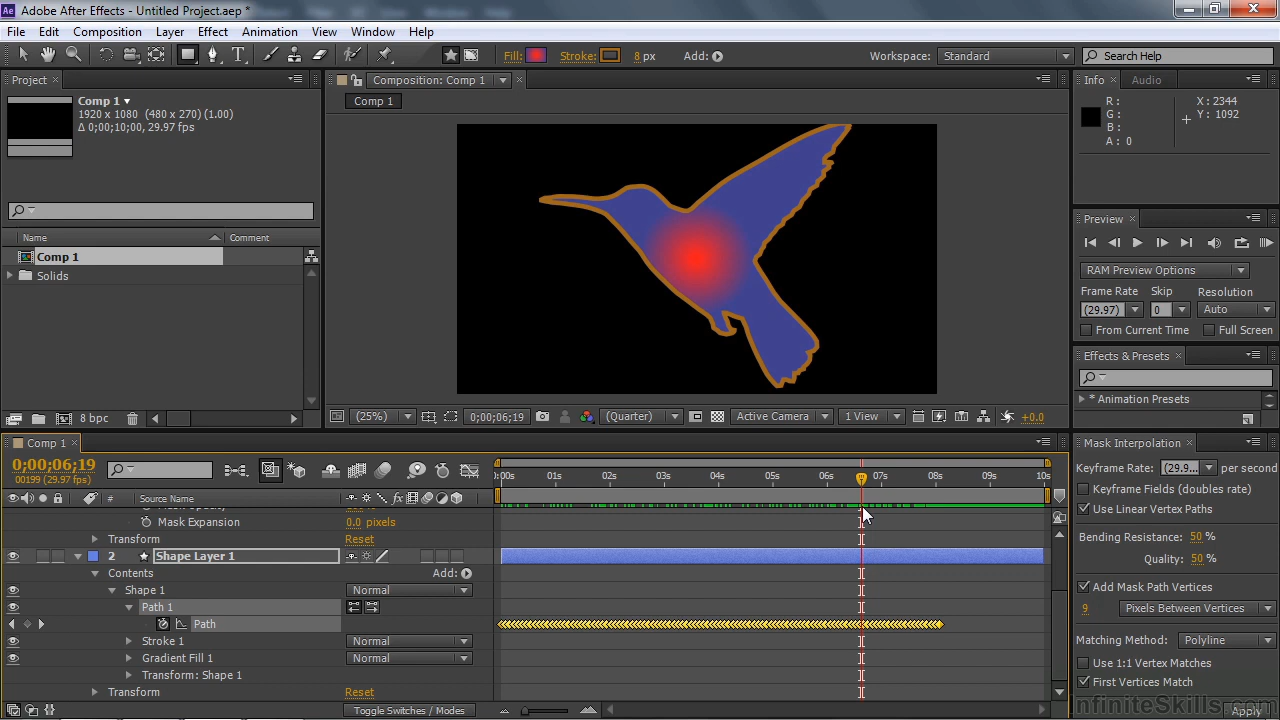 Ae Adobe After Effects - Untitled Project.aep *
File Edit Composition Layer Effect Animation View Window Help
Fill: Stroke: 8 px Add: Workspace: Standard Search Help
Project Composition: Comp 1 Info Audio
Comp 1
1920 x 1080 (480 x 270) (1.00)
Δ 0;00;10;00, 29.97 fps
Comp 1
R: X: 2344
G: Y: 1092
B:
A: 0
Name Comment
Comp 1
Solids
Preview
RAM Preview Options
Frame Rate Skip Resolution
(29.97) 0 Auto
From Current Time Full Screen
Effects & Presets
* Animation Presets
8 bpc (25%) 0;00;06;19 (Quarter) Active Camera 1 View +0.0
Comp 1
0;00;06;19
00199 (29.97 fps)
:00s 01s 02s 03s 04s 05s 06s 07s 08s 09s 10s
# Source Name
Mask Expansion 0.0 pixels
Transform Reset
2 Shape Layer 1
Contents Add:
Shape 1 Normal
Path 1
Path
Stroke 1 Normal
Gradient Fill 1 Normal
Transform: Shape 1
Transform Reset
Toggle Switches / Modes
Mask Interpolation
Keyframe Rate: (29.9... per second
Keyframe Fields (doubles rate)
Use Linear Vertex Paths
Bending Resistance: 50 %
Quality: 50 %
Add Mask Path Vertices
9 Pixels Between Vertices
Matching Method: Polyline
Use 1:1 Vertex Matches
First Vertices Match
Apply
InfiniteSkills.com